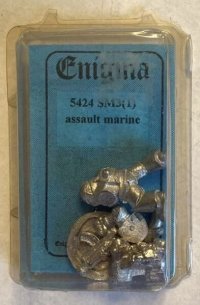 Enigma
5424 SM3(1)
assault marine